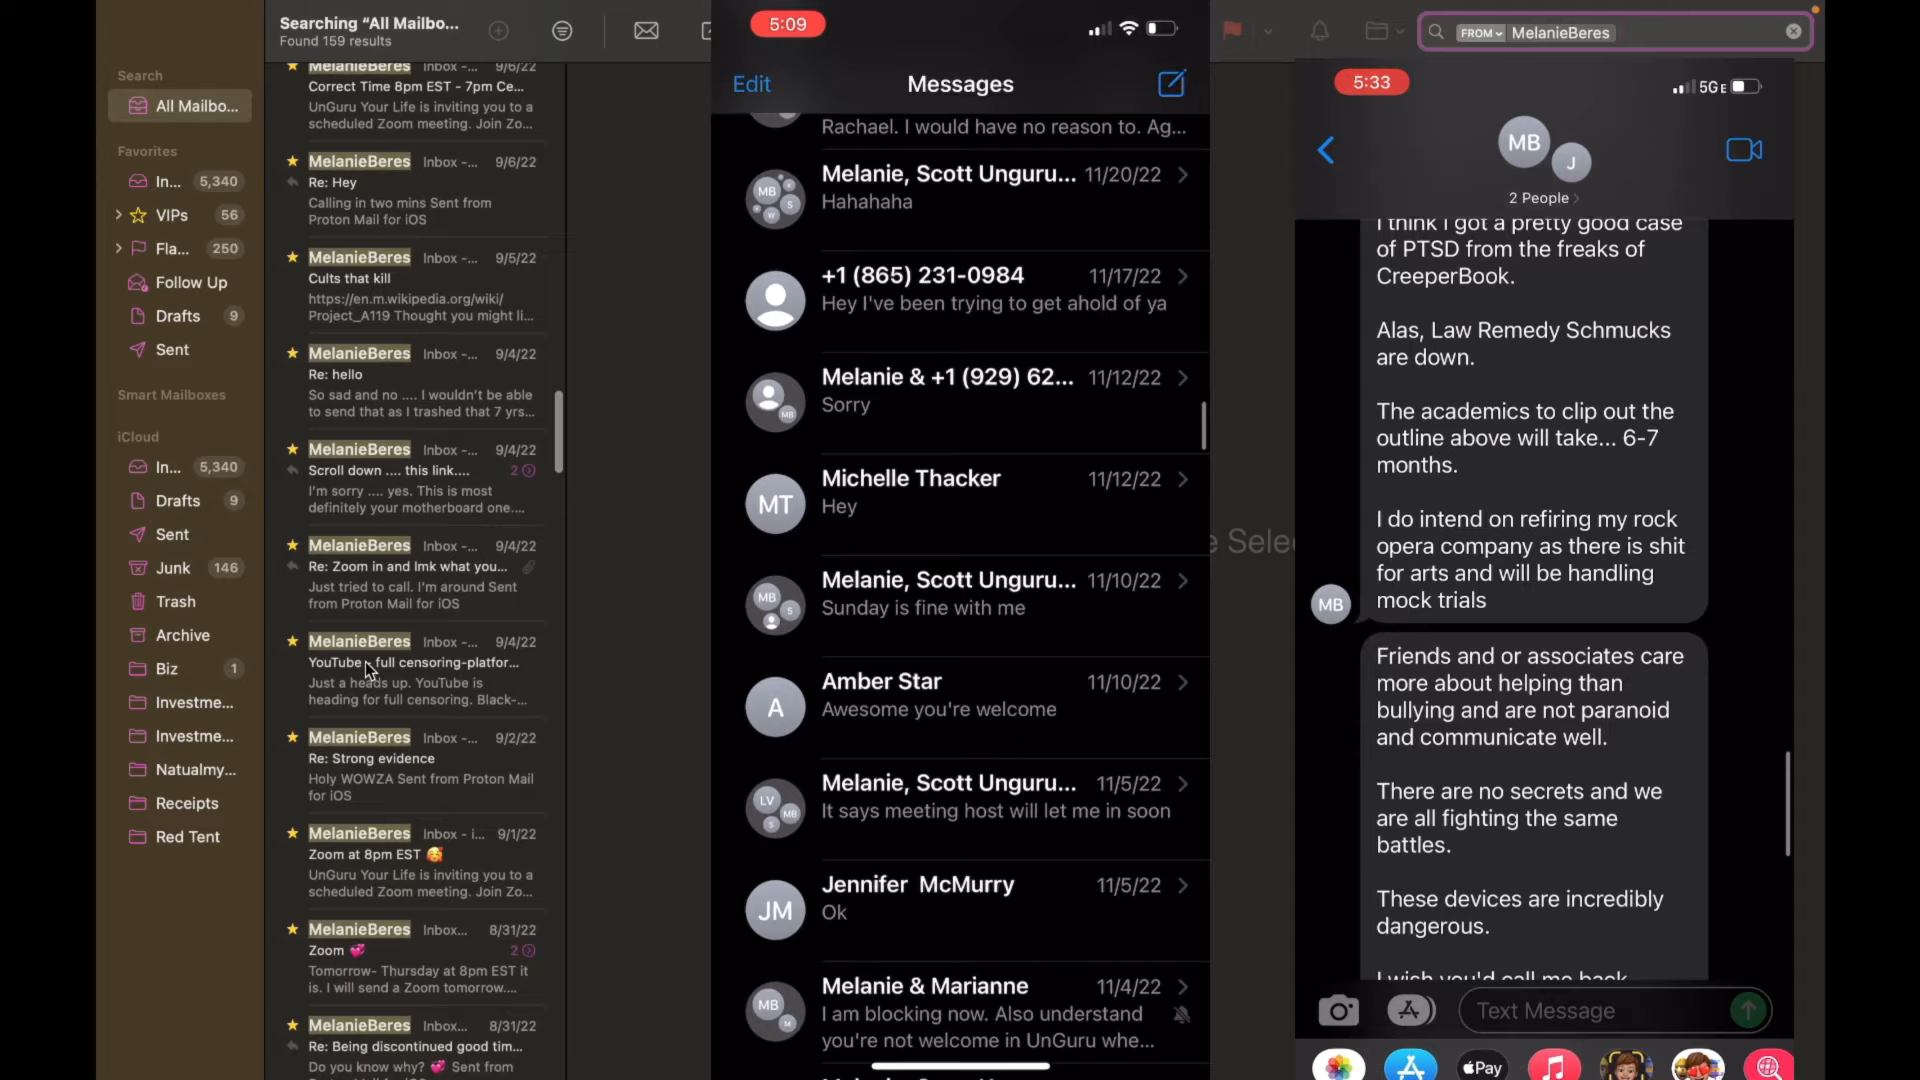 Searching “All Mailbo...
Found 159 results
Search
All Mailbo...
Favorites
In... 5,340
VIPs 56
Fla... 250
Follow Up
Drafts 9
Sent
Smart Mailboxes
iCloud
In... 5,340
Drafts 9
Sent
Junk 146
Trash
Archive
Biz 1
Investme...
Investme...
Natualmy...
Receipts
Red Tent
MelanieBeres Inbox -... 9/6/22
Correct Time 8pm EST - 7pm Ce...
UnGuru Your Life is inviting you to a
scheduled Zoom meeting. Join Zo...
MelanieBeres Inbox -... 9/6/22
Re: Hey
Calling in two mins Sent from
Proton Mail for iOS
MelanieBeres Inbox -... 9/5/22
Cults that kill
https://en.m.wikipedia.org/wiki/
Project_A119 Thought you might li...
MelanieBeres Inbox -... 9/4/22
Re: hello
So sad and no .... I wouldn’t be able
to send that as I trashed that 7 yrs...
MelanieBeres Inbox -... 9/4/22
Scroll down .... this link.... 2
I’m sorry .... yes. This is most
definitely your motherboard one....
MelanieBeres Inbox -... 9/4/22
Re: Zoom in and lmk what you...
Just tried to call. I’m around Sent
from Proton Mail for iOS
MelanieBeres Inbox -... 9/4/22
YouTube - full censoring-platfor...
Just a heads up. YouTube is
heading for full censoring. Black-...
MelanieBeres Inbox -... 9/2/22
Re: Strong evidence
Holy WOWZA Sent from Proton Mail
for iOS
MelanieBeres Inbox - i... 9/1/22
Zoom at 8pm EST 🥰
UnGuru Your Life is inviting you to a
scheduled Zoom meeting. Join Zo...
MelanieBeres Inbox... 8/31/22
Zoom 💞 2
Tomorrow- Thursday at 8pm EST it
is. I will send a Zoom tomorrow....
MelanieBeres Inbox... 8/31/22
Re: Being discontinued good tim...
Do you know why? 💞 Sent from
5:09
Edit
Messages
Rachael. I would have no reason to. Ag...
Melanie, Scott Unguru... 11/20/22
Hahahaha
+1 (865) 231-0984 11/17/22
Hey I've been trying to get ahold of ya
Melanie & +1 (929) 62... 11/12/22
Sorry
Michelle Thacker 11/12/22
MT
Hey
Melanie, Scott Unguru... 11/10/22
MB
S
Sunday is fine with me
Amber Star 11/10/22
A
Awesome you're welcome
Melanie, Scott Unguru... 11/5/22
LV
MB
S
It says meeting host will let me in soon
Jennifer McMurry 11/5/22
JM
Ok
Melanie & Marianne 11/4/22
MB
M
I am blocking now. Also understand
you're not welcome in UnGuru whe...
e Selec
FROM MelanieBeres
5:33
5GE
MB
J
2 People
I think I got a pretty good case
of PTSD from the freaks of
CreeperBook.
Alas, Law Remedy Schmucks
are down.
The academics to clip out the
outline above will take... 6-7
months.
I do intend on refiring my rock
opera company as there is shit
for arts and will be handling
mock trials
MB
Friends and or associates care
more about helping than
bullying and are not paranoid
and communicate well.
There are no secrets and we
are all fighting the same
battles.
These devices are incredibly
dangerous.
I wish you'd call me back
Text Message
Pay